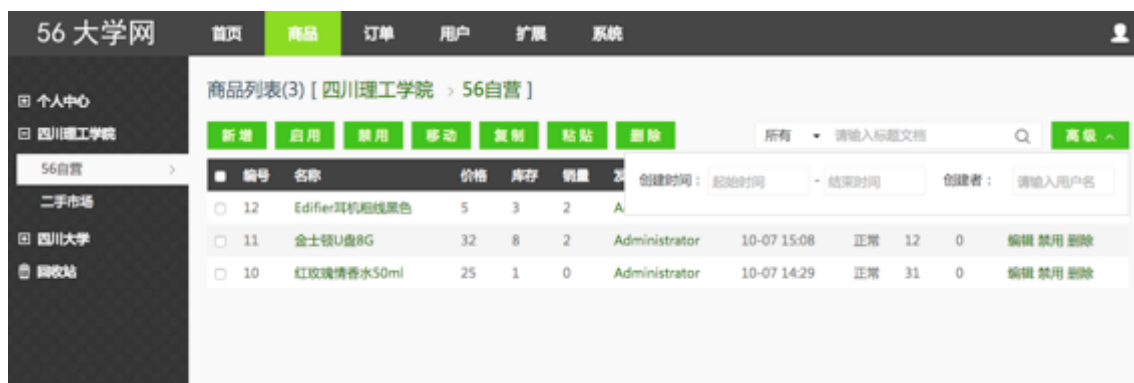 56 大学网 首页 商品 订单 用户 扩展 系统
个人中心
四川理工学院
56自营
二手市场
四川大学
回收站
商品列表(3) [ 四川理工学院 > 56自营 ]
新增 启用 禁用 移动 复制 粘贴 删除 所有 请输入标题文档 高级
编号 名称 价格 库存 销量
创建时间： 起始时间 - 结束时间 创建者： 请输入用户名
12 Edifier耳机粗线黑色 5 3 2 A
11 金士顿U盘8G 32 8 2 Administrator 10-07 15:08 正常 12 0 编辑 禁用 删除
10 红玫瑰情香水50ml 25 1 0 Administrator 10-07 14:29 正常 31 0 编辑 禁用 删除